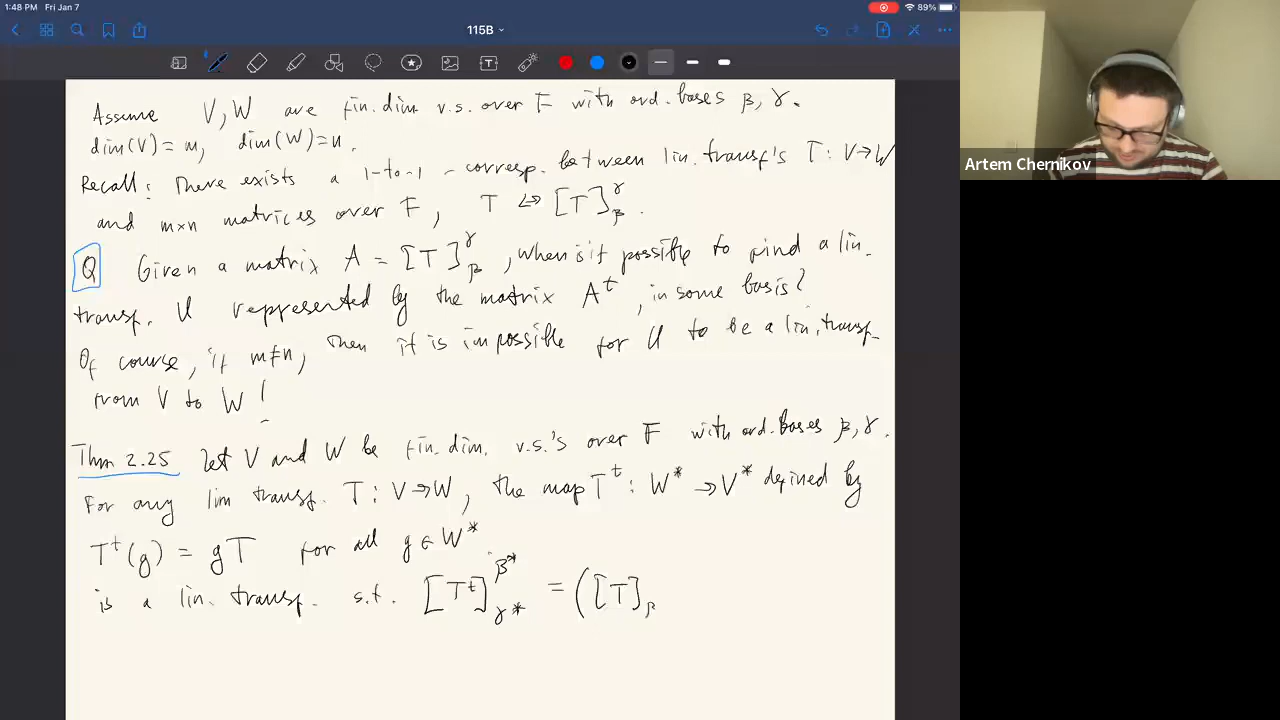 1:48 PM Fri Jan 7
89%
115B
Artem Chernikov
Assume V, W are fin. dim v.s. over F with ord. bases β, γ.
dim(V) = m, dim(W) = n.
Recall: There exists a 1-to-1 - corresp. between lin. transf's T: V→W
and m×n matrices over F, T ↔ [T]_β^γ.
Q Given a matrix A = [T]_β^γ, when is it possible to find a lin.
transf. U represented by the matrix A^t, in some basis?
Of course, if m≠n, then it is impossible for U to be a lin. transf.
from V to W!
Thm 2.25 Let V and W be fin. dim. v.s.'s over F with ord. bases β, γ.
For any lin transf. T: V→W, the map T^t: W* → V* defined by
T^t(g) = gT for all g ∈ W*
is a lin. transf. s.t. [T^t]_γ*^β* = ([T]_β